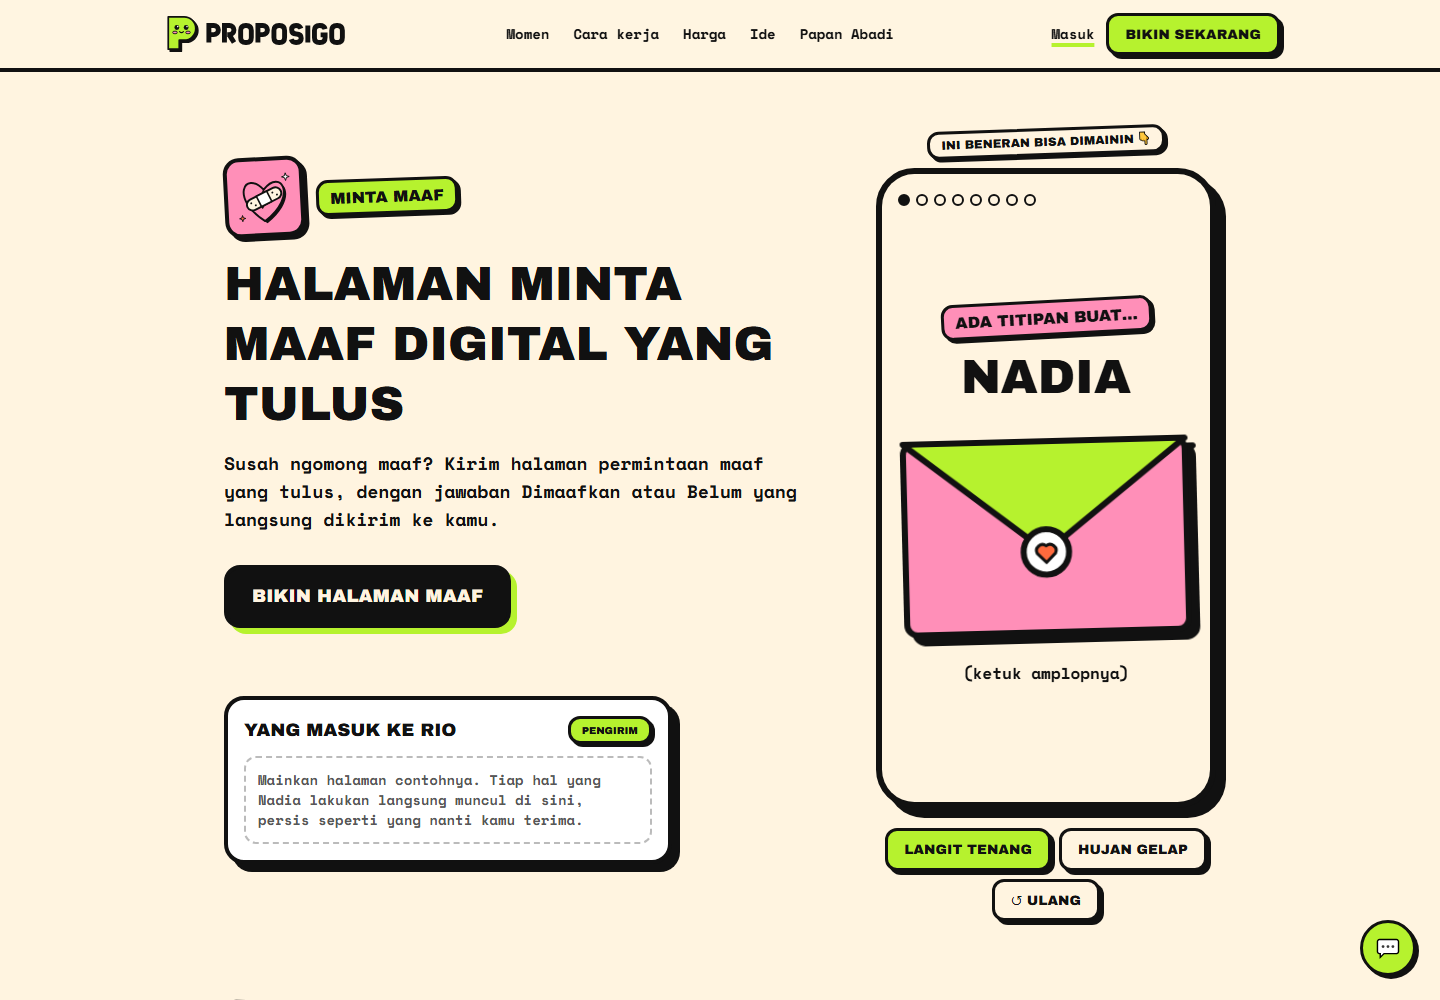 PROPOSIGO
Momen
Cara kerja
Harga
Ide
Papan Abadi
Masuk
BIKIN SEKARANG
MINTA MAAF
HALAMAN MINTA
MAAF DIGITAL YANG
TULUS
Susah ngomong maaf? Kirim halaman permintaan maaf
yang tulus, dengan jawaban Dimaafkan atau Belum yang
langsung dikirim ke kamu.
BIKIN HALAMAN MAAF
YANG MASUK KE RIO
PENGIRIM
Mainkan halaman contohnya. Tiap hal yang
Nadia lakukan langsung muncul di sini,
persis seperti yang nanti kamu terima.
INI BENERAN BISA DIMAININ 👇
ADA TITIPAN BUAT...
NADIA
(ketuk amplopnya)
LANGIT TENANG
HUJAN GELAP
↺ ULANG